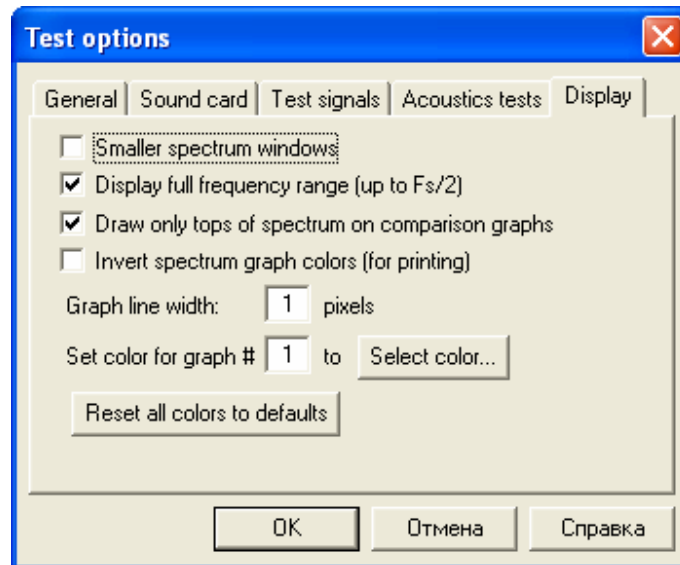 Test options
General Sound card Test signals Acoustics tests Display
Smaller spectrum windows
Display full frequency range (up to Fs/2)
Draw only tops of spectrum on comparison graphs
Invert spectrum graph colors (for printing)
Graph line width: 1 pixels
Set color for graph # 1 to Select color...
Reset all colors to defaults
OK Отмена Справка